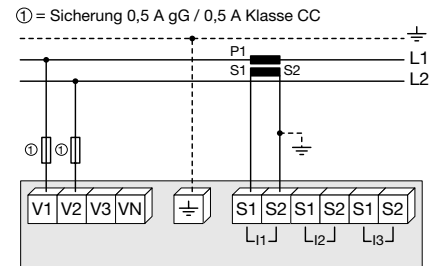 ① = Sicherung 0,5 A gG / 0,5 A Klasse CC
P1
L1
S1 S2
L2
① ①
V1 V2 V3 VN S1 S2 S1 S2 S1 S2
I1 I2 I3